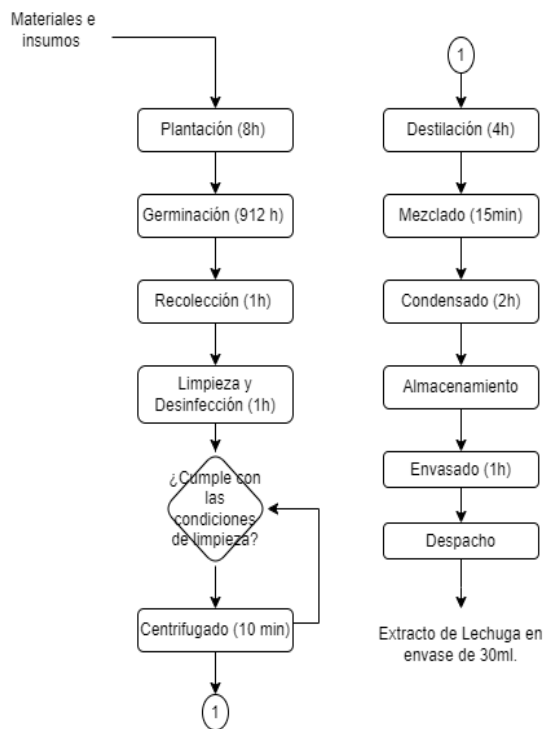 Materiales e
insumos
Plantación (8h)
Germinación (912 h)
Recolección (1h)
Limpieza y
Desinfección (1h)
¿Cumple con
las
condiciones
de limpieza?
Centrifugado (10 min)
1
1
Destilación (4h)
Mezclado (15min)
Condensado (2h)
Almacenamiento
Envasado (1h)
Despacho
Extracto de Lechuga en
envase de 30ml.